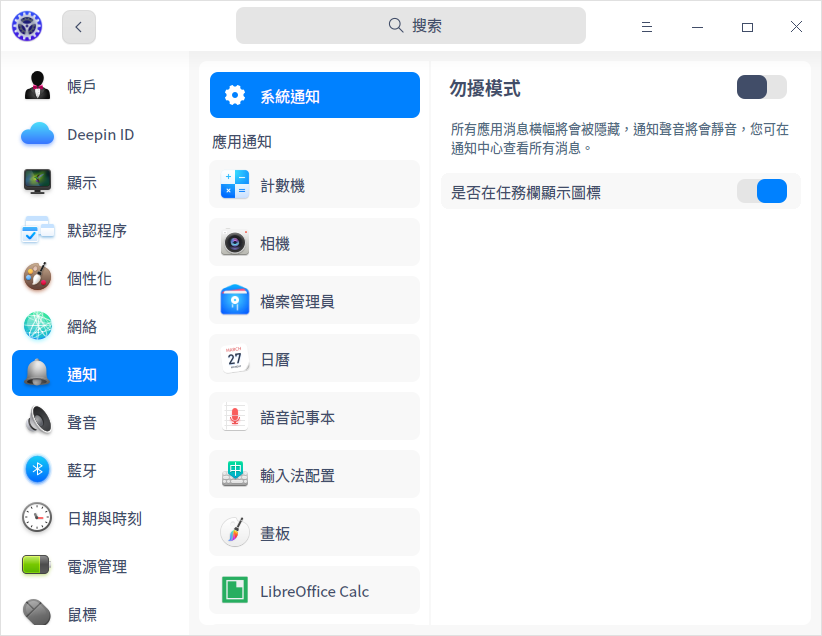 搜索
帳戶
Deepin ID
顯示
默認程序
個性化
網絡
通知
聲音
藍牙
日期與時刻
電源管理
鼠標
系統通知
應用通知
計數機
相機
檔案管理員
日曆
語音記事本
輸入法配置
畫板
LibreOffice Calc
勿擾模式
所有應用消息橫幅將會被隱藏，通知聲音將會靜音，您可在
通知中心查看所有消息。
是否在任務欄顯示圖標
MARCH
27
中